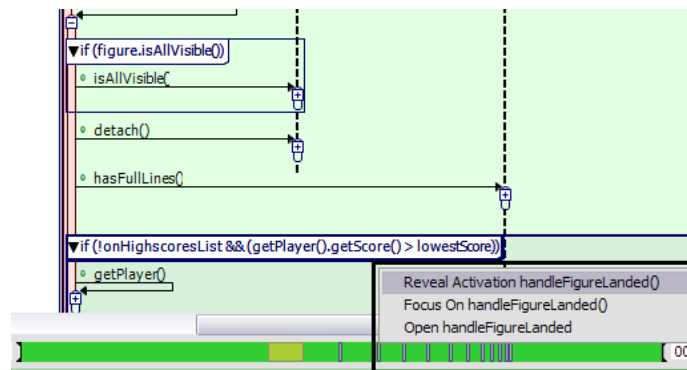 if (figure.isAllVisible())
isAllVisible(
detach()
hasFullLines()
if (!onHighscoresList && (getPlayer().getScore() > lowestScore))
getPlayer()
Reveal Activation handleFigureLanded()
Focus On handleFigureLanded()
Open handleFigureLanded
00